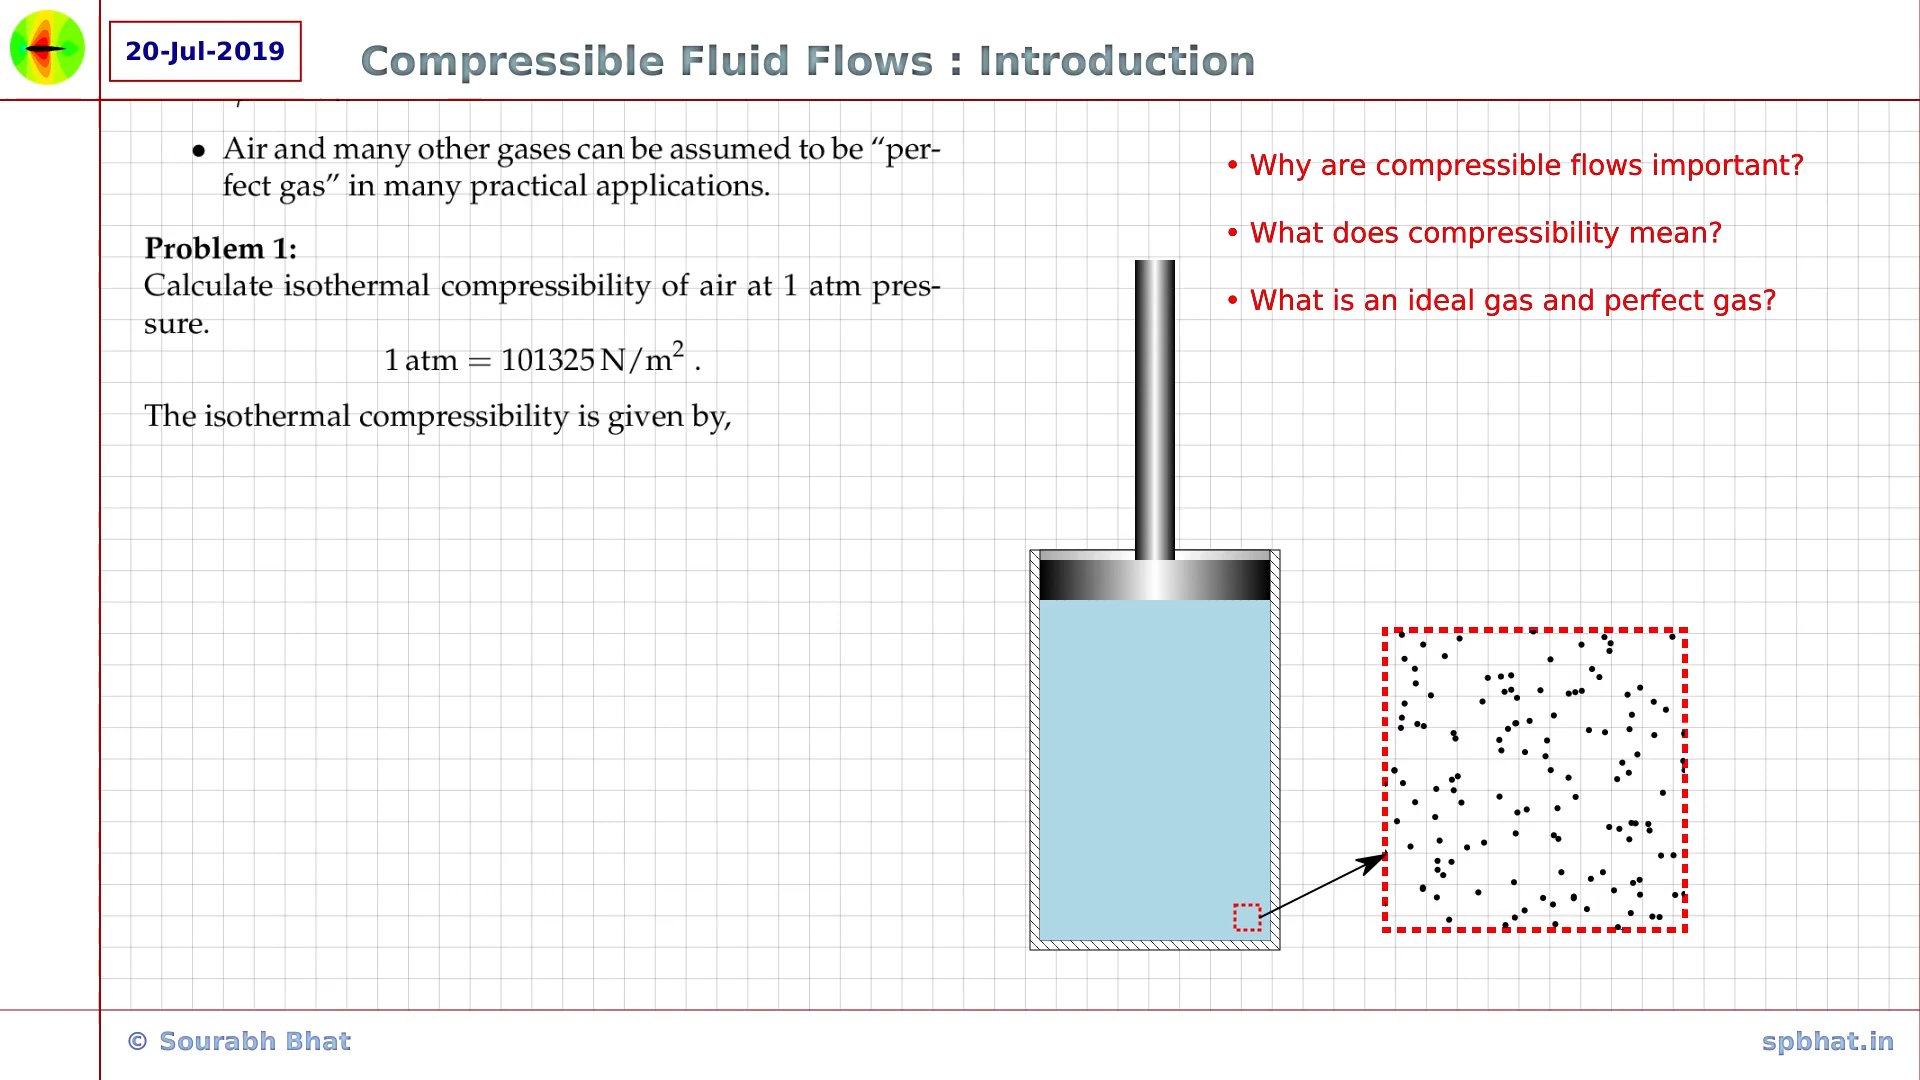 20-Jul-2019
Compressible Fluid Flows : Introduction
• Air and many other gases can be assumed to be “per-
fect gas” in many practical applications.
Problem 1:
Calculate isothermal compressibility of air at 1 atm pres-
sure.
1 atm = 101325 N/m² .
The isothermal compressibility is given by,
• Why are compressible flows important?
• What does compressibility mean?
• What is an ideal gas and perfect gas?
© Sourabh Bhat
spbhat.in